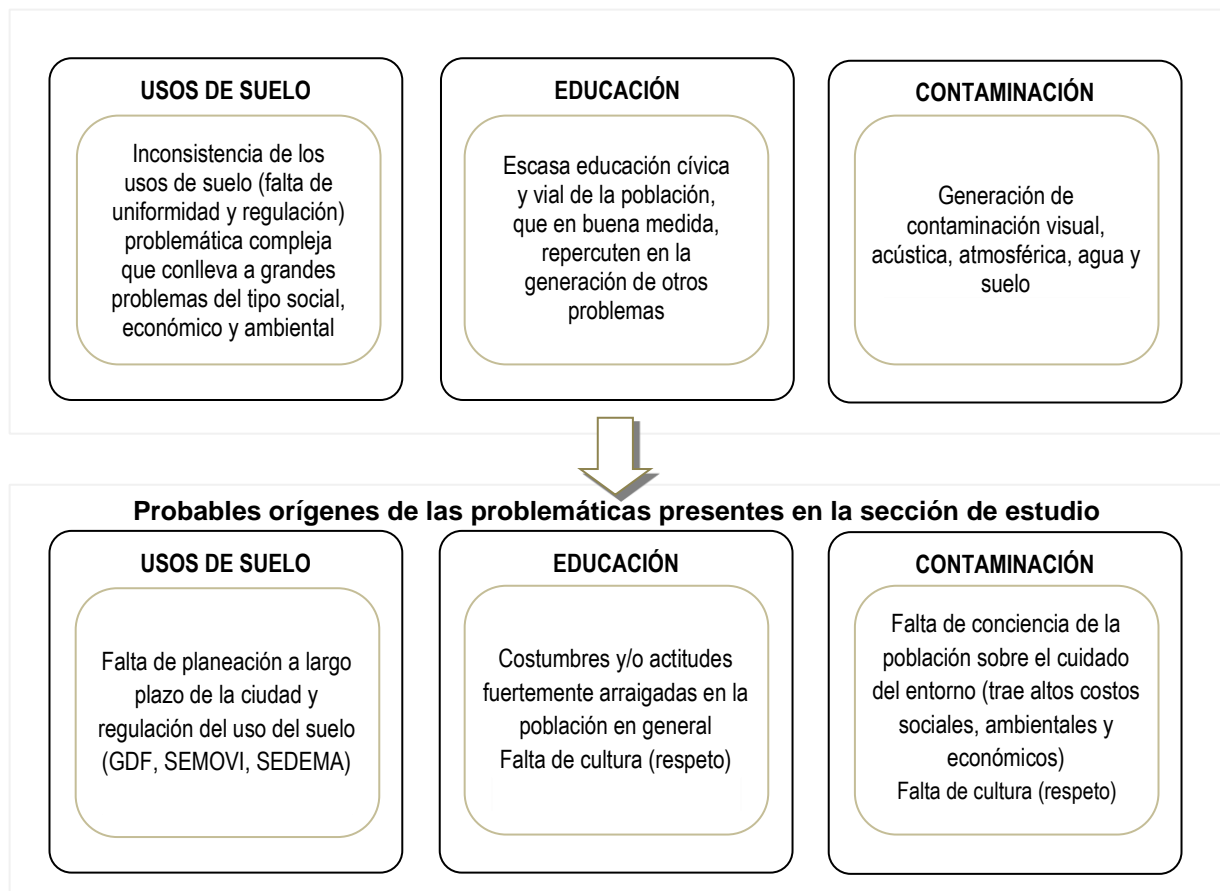 USOS DE SUELO
Inconsistencia de los
usos de suelo (falta de
uniformidad y regulación)
problemática compleja
que conlleva a grandes
problemas del tipo social,
económico y ambiental
EDUCACIÓN
Escasa educación cívica
y vial de la población,
que en buena medida,
repercuten en la
generación de otros
problemas
CONTAMINACIÓN
Generación de
contaminación visual,
acústica, atmosférica, agua y
suelo
Probables orígenes de las problemáticas presentes en la sección de estudio
USOS DE SUELO
Falta de planeación a largo
plazo de la ciudad y
regulación del uso del suelo
(GDF, SEMOVI, SEDEMA)
EDUCACIÓN
Costumbres y/o actitudes
fuertemente arraigadas en la
población en general
Falta de cultura (respeto)
CONTAMINACIÓN
Falta de conciencia de la
población sobre el cuidado
del entorno (trae altos costos
sociales, ambientales y
económicos)
Falta de cultura (respeto)